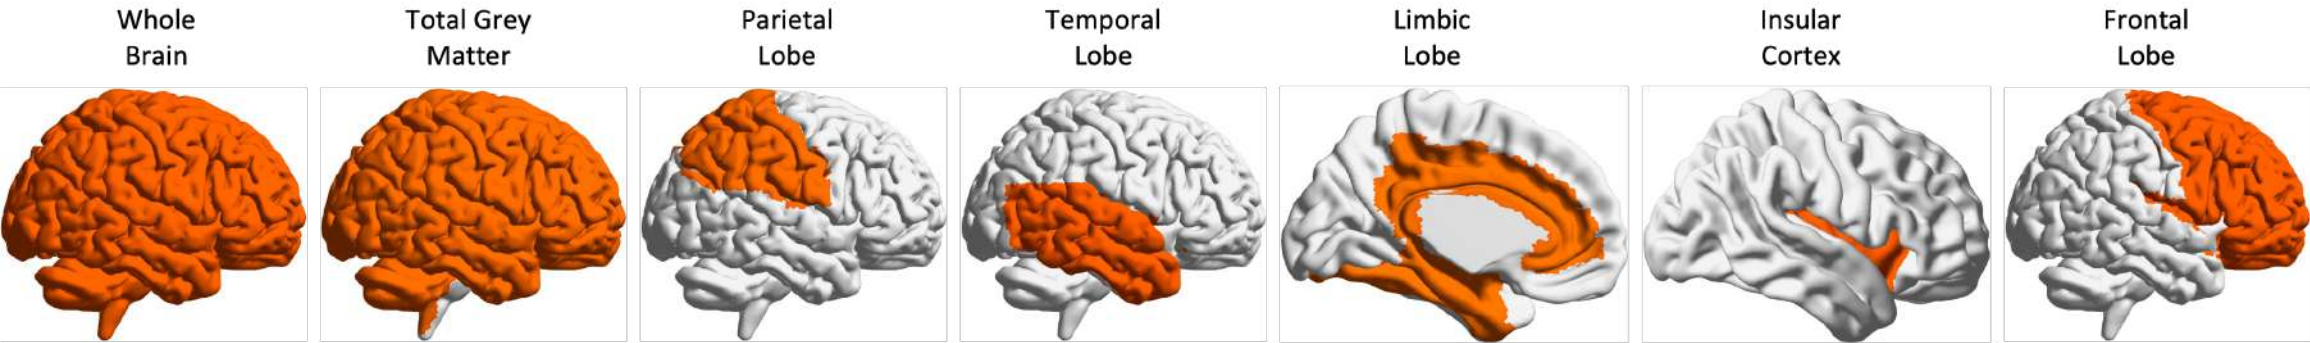 Whole
Brain
Total Grey
Matter
Parietal
Lobe
Temporal
Lobe
Limbic
Lobe
Insular
Cortex
Frontal
Lobe